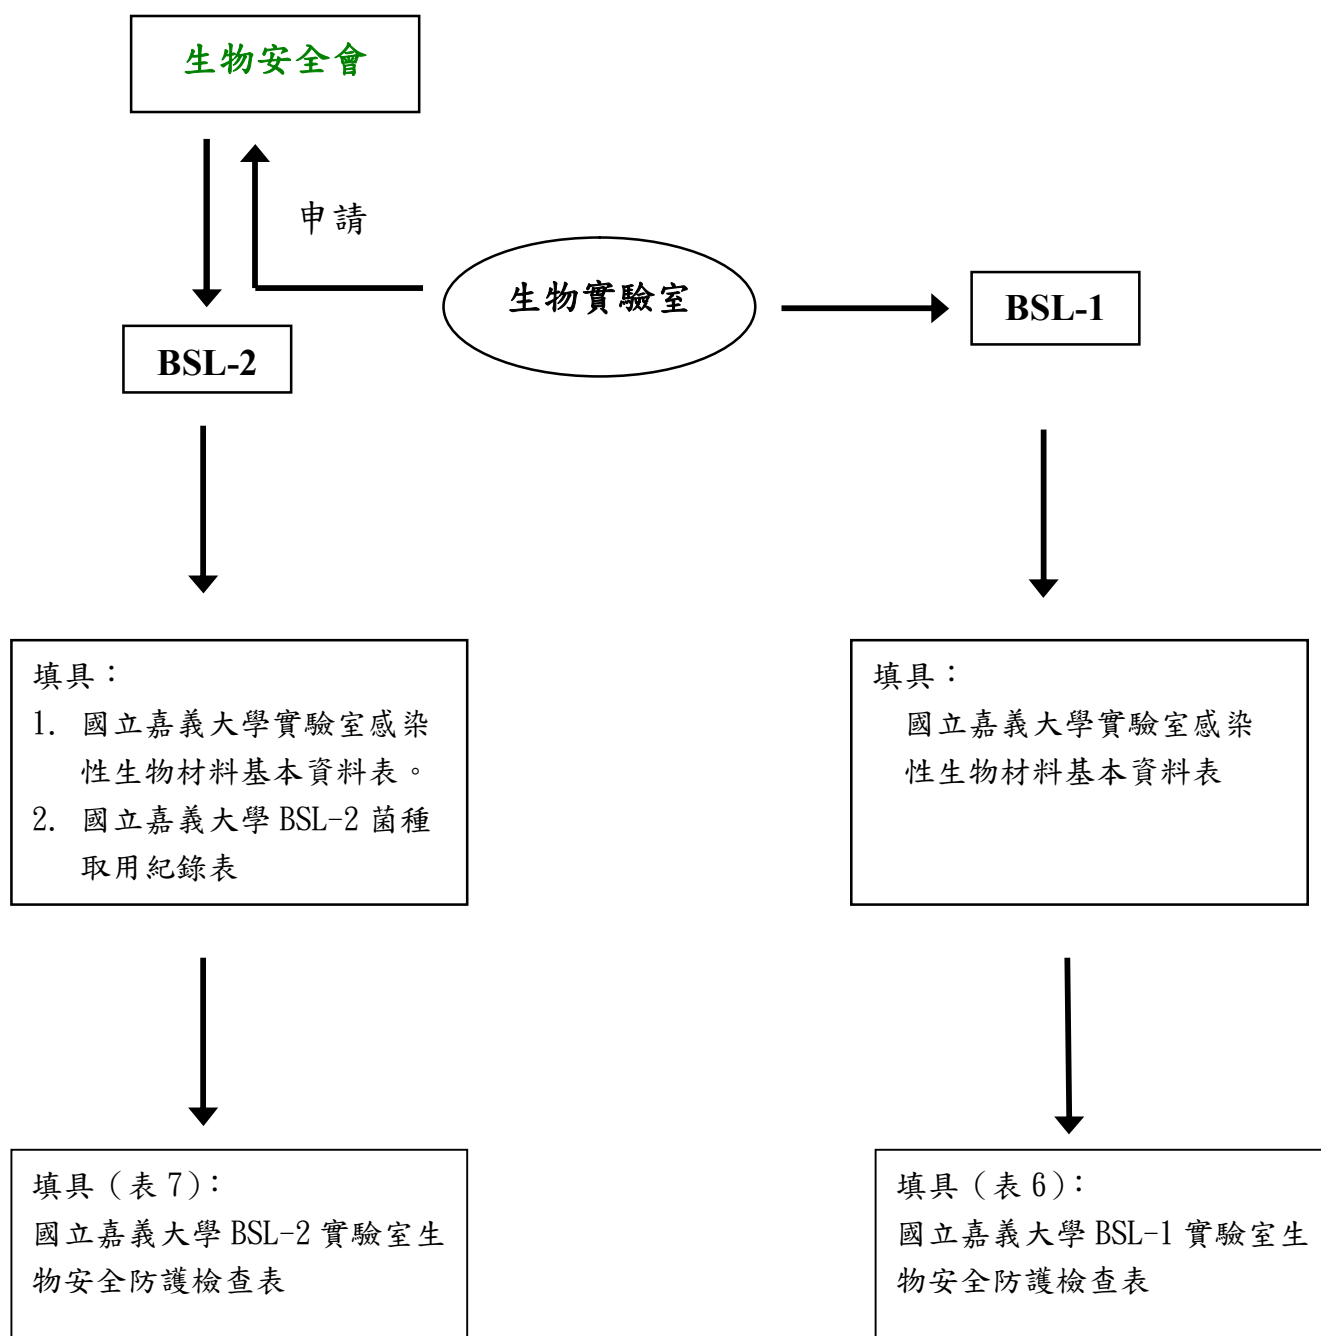 生物安全會
申請
生物實驗室
BSL-1
BSL-2
填具：
1. 國立嘉義大學實驗室感染
性生物材料基本資料表。
2. 國立嘉義大學 BSL-2 菌種
取用紀錄表
填具：
國立嘉義大學實驗室感染
性生物材料基本資料表
填具（表 7）：
國立嘉義大學 BSL-2 實驗室生
物安全防護檢查表
填具（表 6）：
國立嘉義大學 BSL-1 實驗室生
物安全防護檢查表